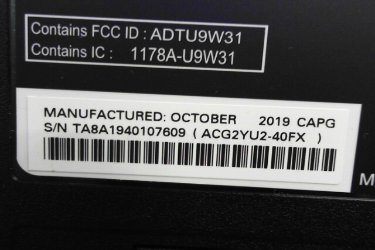 Contains FCC ID : ADTU9W31
Contains IC : 1178A-U9W31
MANUFACTURED: OCTOBER 2019 CAPG
S/N TA8A1940107609 ( ACG2YU2-40FX )
M